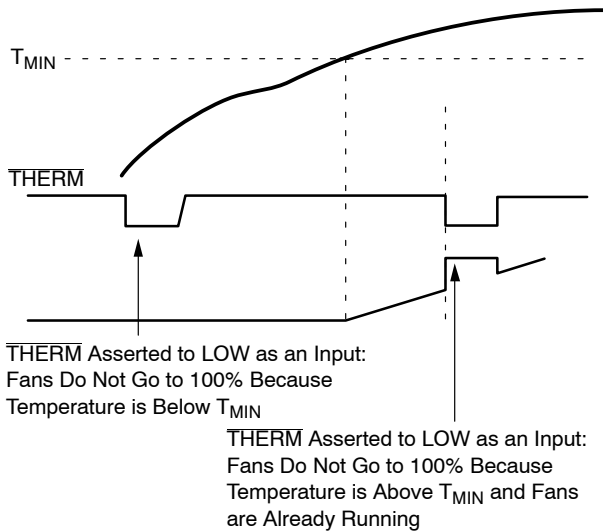 TMIN
THERM
THERM Asserted to LOW as an Input:
Fans Do Not Go to 100% Because
Temperature is Below TMIN
THERM Asserted to LOW as an Input:
Fans Do Not Go to 100% Because
Temperature is Above TMIN and Fans
are Already Running